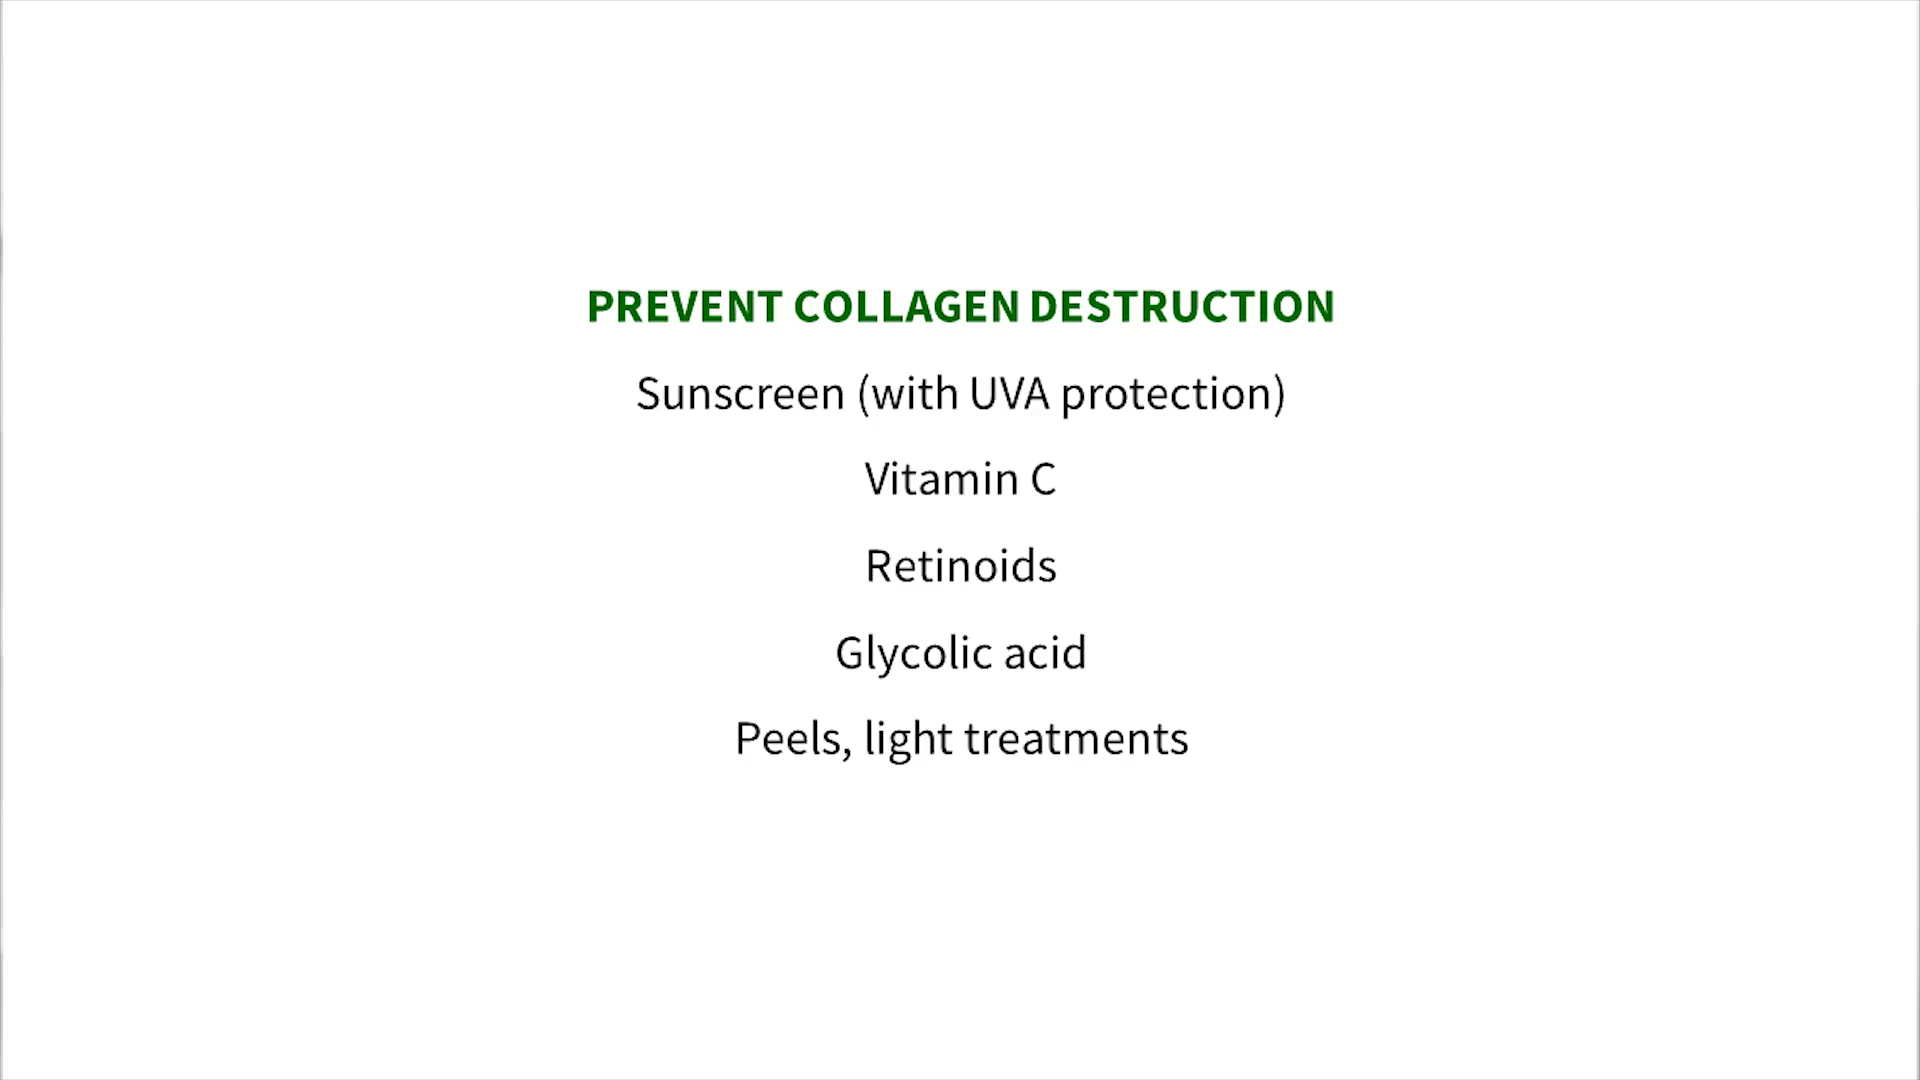 PREVENT COLLAGEN DESTRUCTION
Sunscreen (with UVA protection)
Vitamin C
Retinoids
Glycolic acid
Peels, light treatments